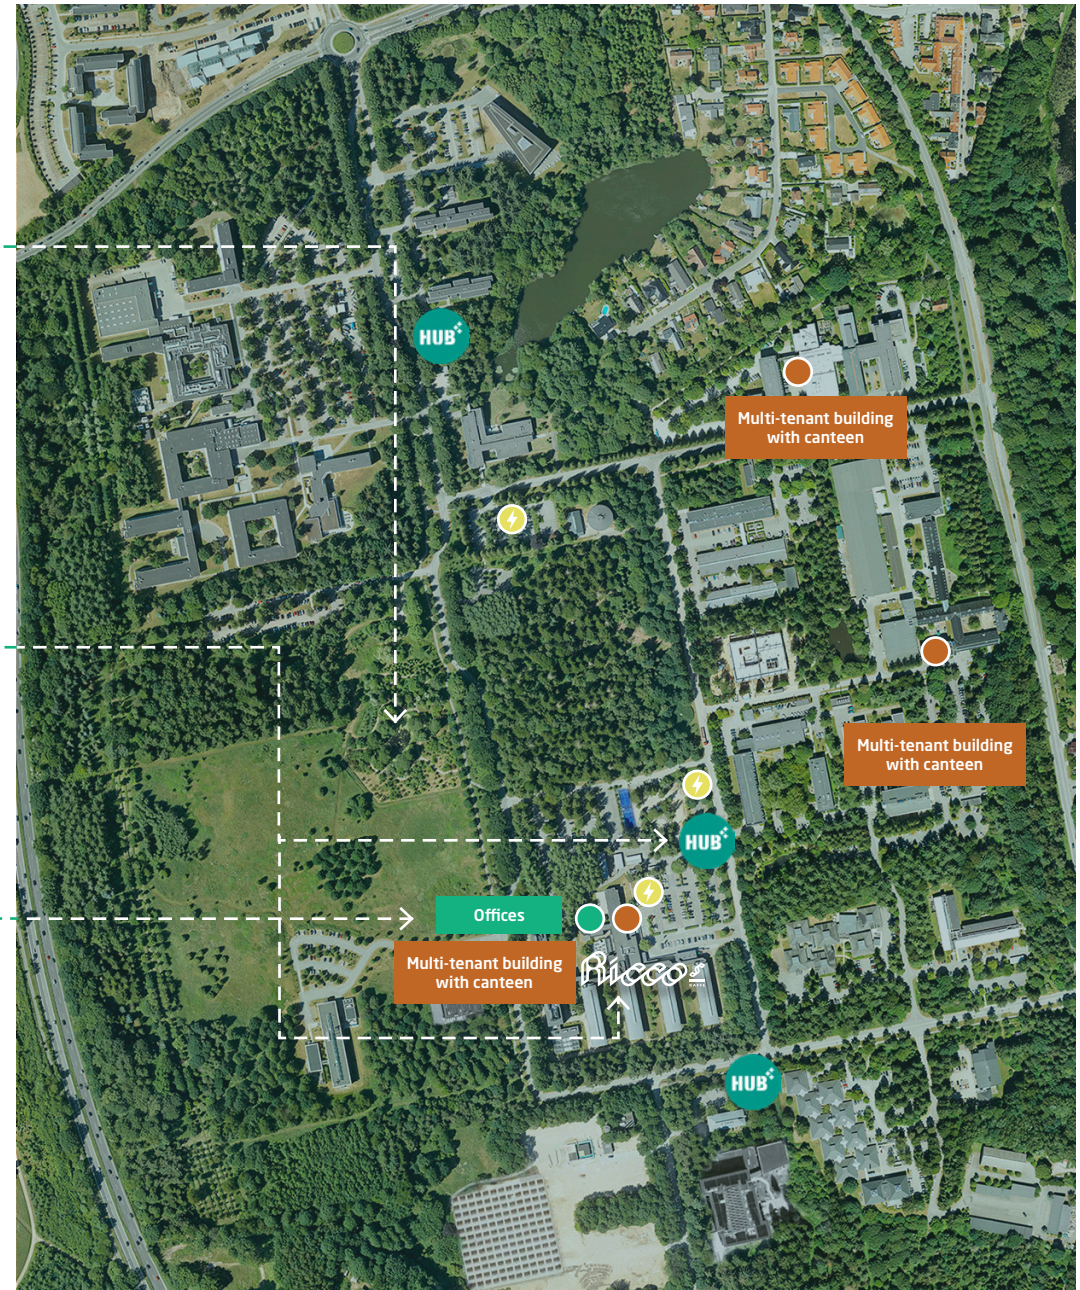 HUB
Multi-tenant building
with canteen
Multi-tenant building
with canteen
HUB
Offices
Multi-tenant building
with canteen
Ricco
KAFFE
HUB